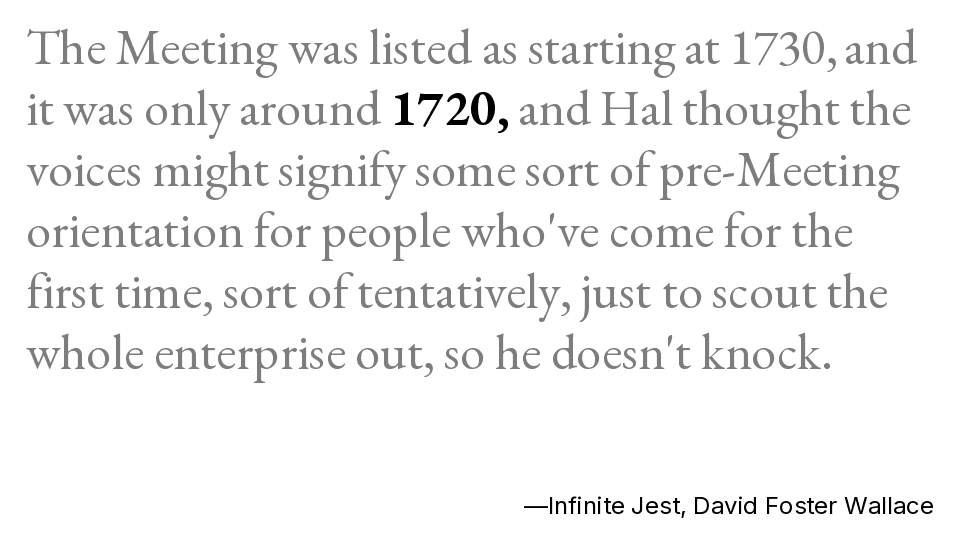 The Meeting was listed as starting at 1730, and
it was only around 1720, and Hal thought the
voices might signify some sort of pre-Meeting
orientation for people who've come for the
first time, sort of tentatively, just to scout the
whole enterprise out, so he doesn't knock.
—Infinite Jest, David Foster Wallace